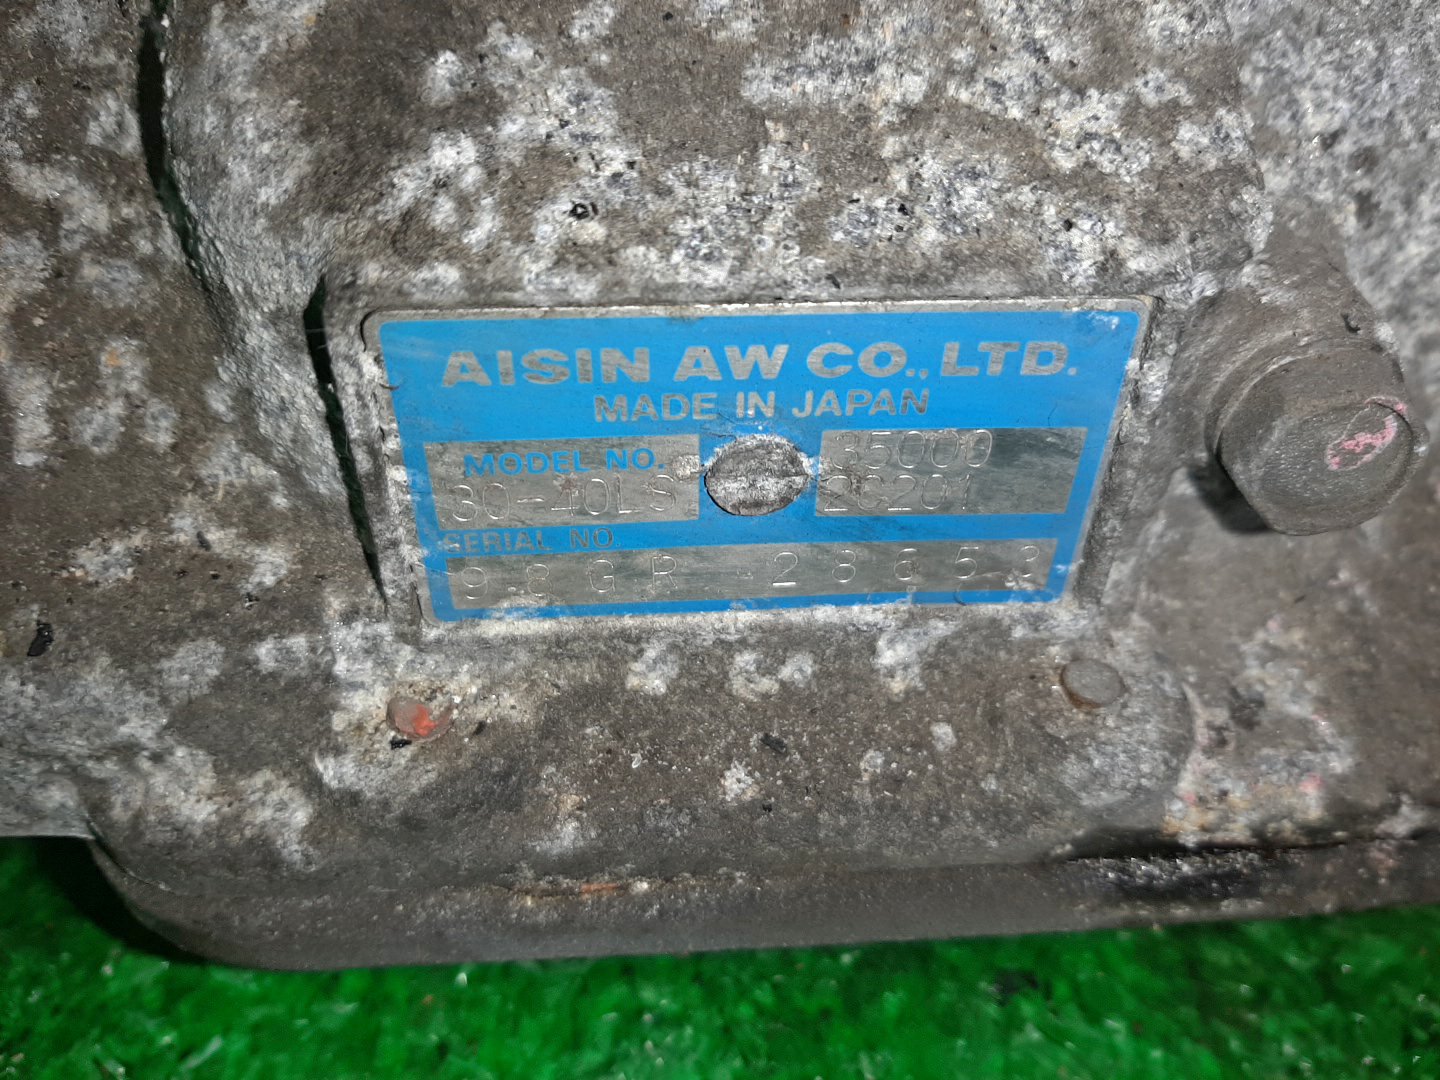 AISIN AW CO., LTD.
MADE IN JAPAN
MODEL NO. 35000
30-40LS 2C201
SERIAL NO.
98GR-28653